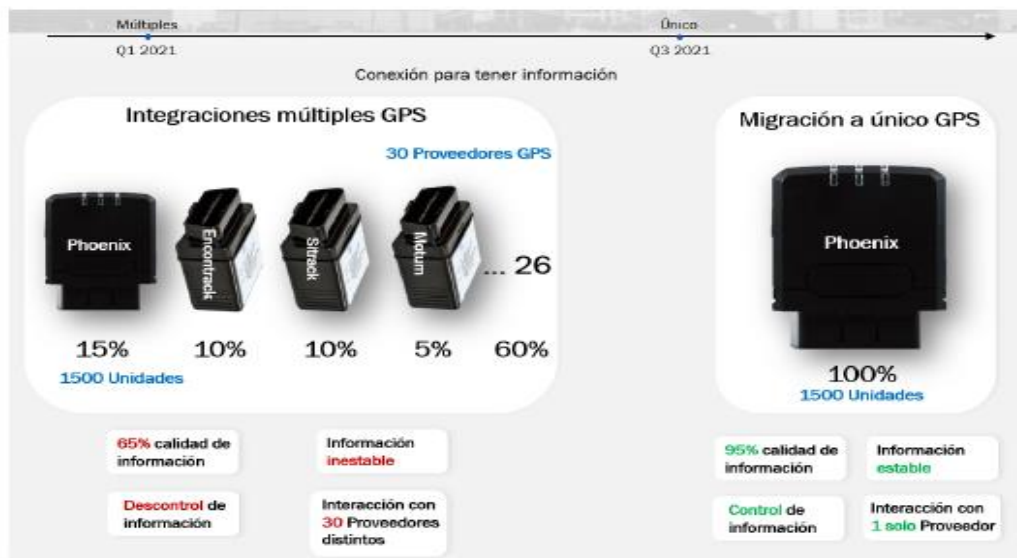 Múltiples
Único
Q1 2021
Q3 2021
Conexión para tener información
Integraciones múltiples GPS
30 Proveedores GPS
Phoenix
Encontrack
Sitrack
Motum
... 26
15%
10%
10%
5%
60%
1500 Unidades
Migración a único GPS
Phoenix
100%
1500 Unidades
65% calidad de
información
Información
inestable
Descontrol de
información
Interacción con
30 Proveedores
distintos
95% calidad de
información
Información
estable
Control de
información
Interacción con
1 solo Proveedor